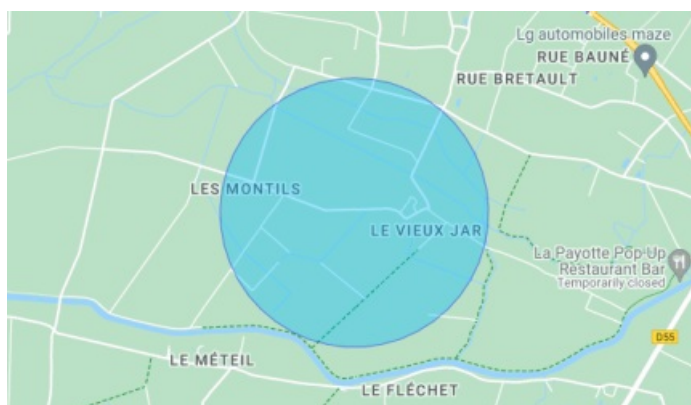 Lg automobiles maze
RUE BAUNÉ
RUE BRETAULT
LES MONTILS
LE VIEUX JAR
La Payotte Pop Up
Restaurant Bar
Temporarily closed
D55
LE MÉTEIL
LE FLÉCHET